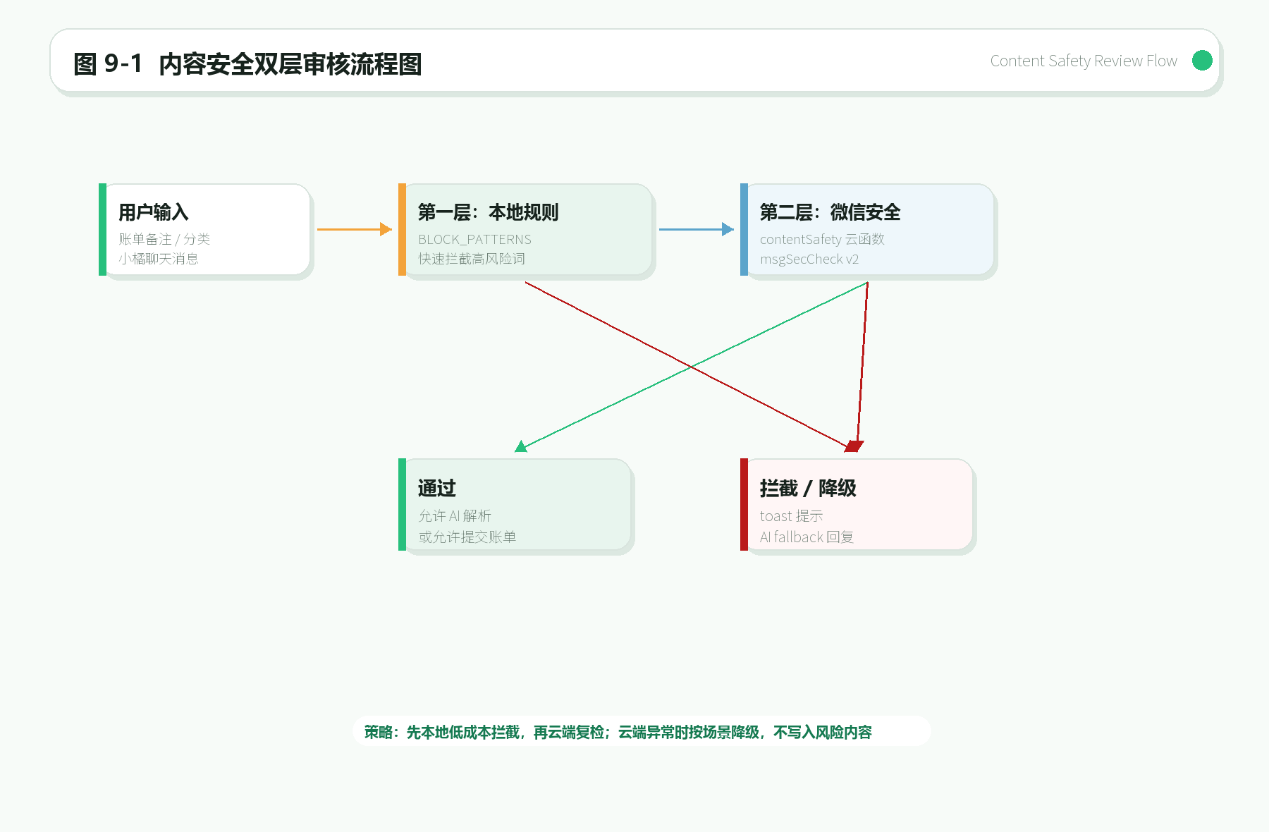 图 9-1 内容安全双层审核流程图
Content Safety Review Flow
用户输入
账单备注 / 分类
小橘聊天消息
第一层：本地规则
BLOCK_PATTERNS
快速拦截高风险词
第二层：微信安全
contentSafety 云函数
msgSecCheck v2
通过
允许 AI 解析
或允许提交账单
拦截 / 降级
toast 提示
AI fallback 回复
策略：先本地低成本拦截，再云端复检；云端异常时按场景降级，不写入风险内容